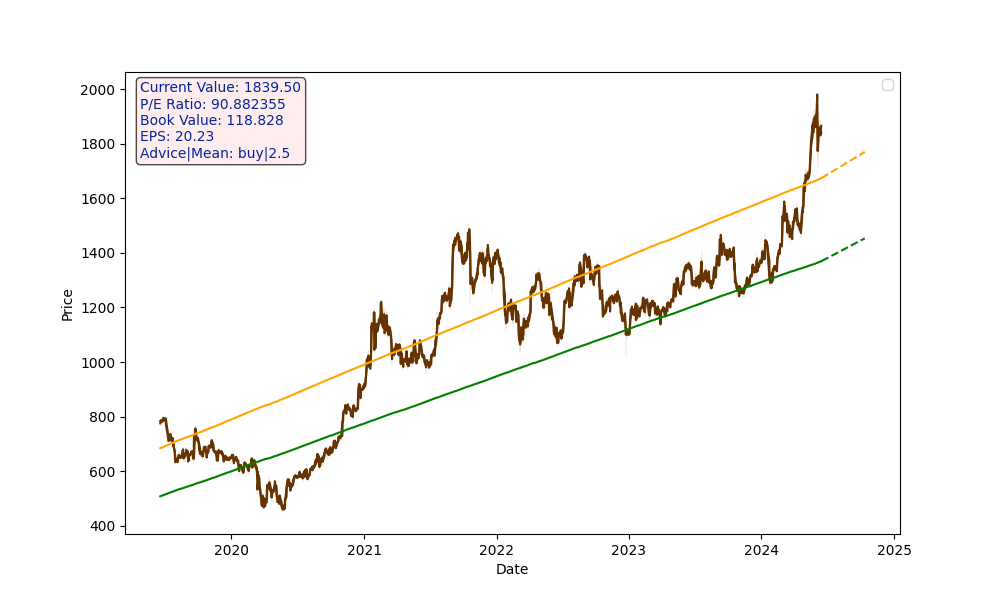 Current Value: 1839.50
P/E Ratio: 90.882355
Book Value: 118.828
EPS: 20.23
Advice|Mean: buy|2.5
2000
1800
1600
1400
1200
1000
800
600
400
Price
2020 2021 2022 2023 2024 2025
Date